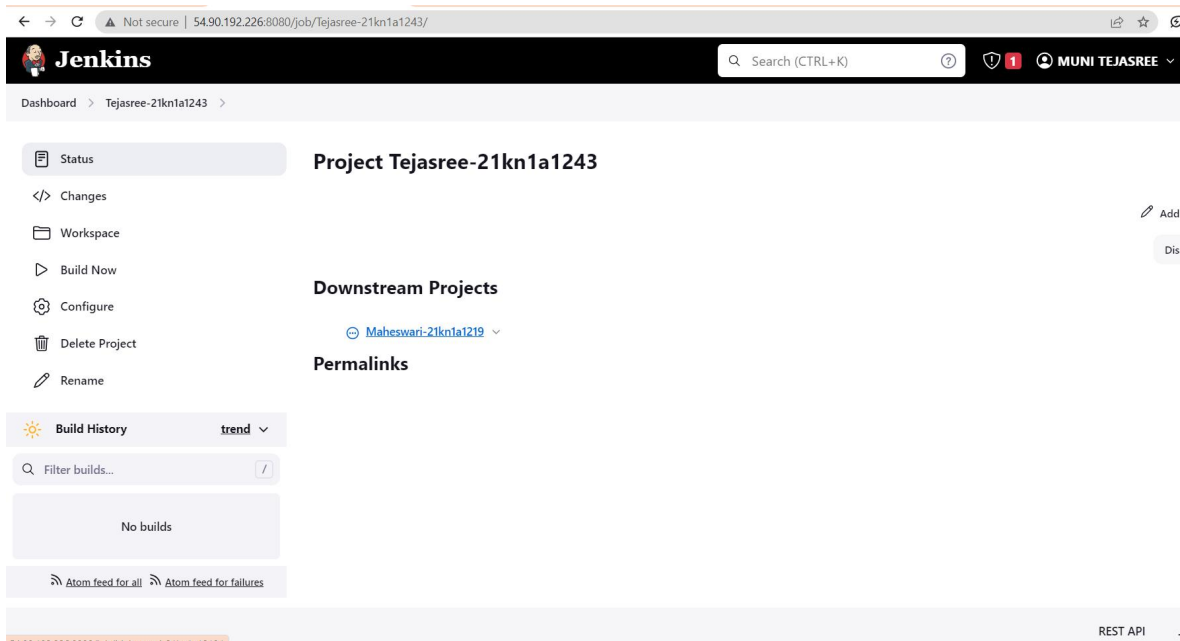 Not secure | 54.90.192.226:8080/job/Tejasree-21kn1a1243/
Jenkins
Search (CTRL+K)
1
MUNI TEJASREE
Dashboard > Tejasree-21kn1a1243 >
Status
Changes
Workspace
Build Now
Configure
Delete Project
Rename
Project Tejasree-21kn1a1243
Add
Dis
Downstream Projects
Maheswari-21kn1a1219
Permalinks
Build History trend
Filter builds... /
No builds
Atom feed for all Atom feed for failures
REST API